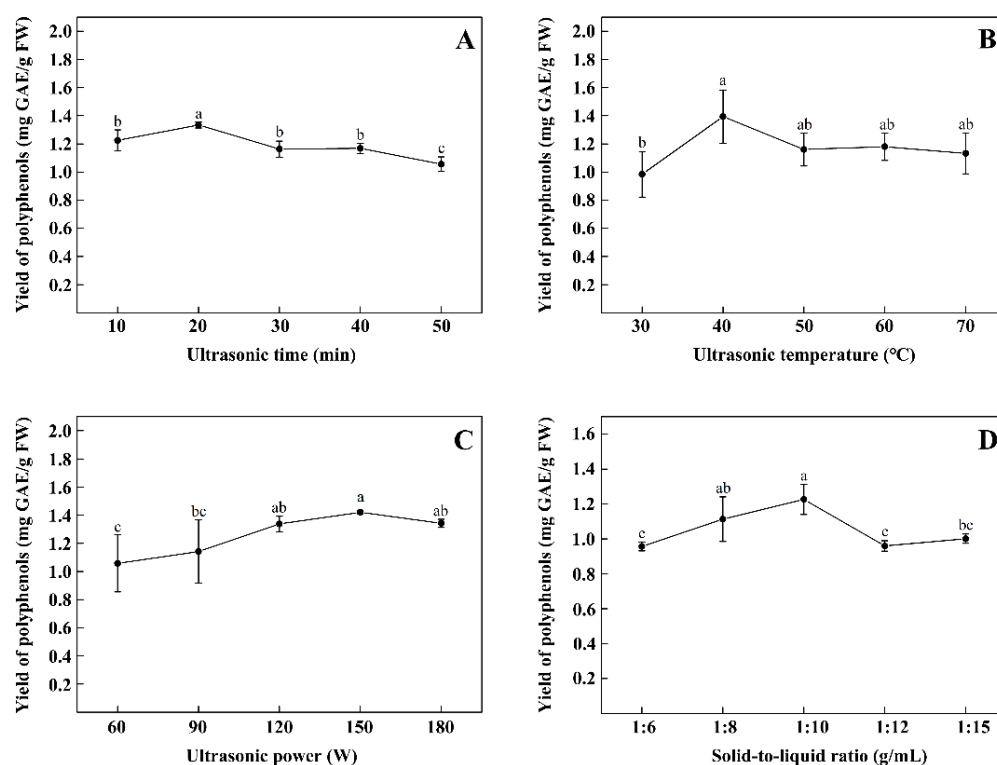 A
Yield of polyphenols (mg GAE/g FW)
2.0
1.8
1.6
1.4
1.2
1.0
0.8
0.6
0.4
0.2
b
a
b
b
c
10 20 30 40 50
Ultrasonic time (min)
B
Yield of polyphenols (mg GAE/g FW)
2.0
1.8
1.6
1.4
1.2
1.0
0.8
0.6
0.4
0.2
b
a
ab
ab
ab
30 40 50 60 70
Ultrasonic temperature (°C)
C
Yield of polyphenols (mg GAE/g FW)
2.0
1.8
1.6
1.4
1.2
1.0
0.8
0.6
0.4
0.2
c
bc
ab
a
ab
60 90 120 150 180
Ultrasonic power (W)
D
Yield of polyphenols (mg GAE/g FW)
1.6
1.4
1.2
1.0
0.8
0.6
0.4
0.2
c
ab
a
c
bc
1:6 1:8 1:10 1:12 1:15
Solid-to-liquid ratio (g/mL)